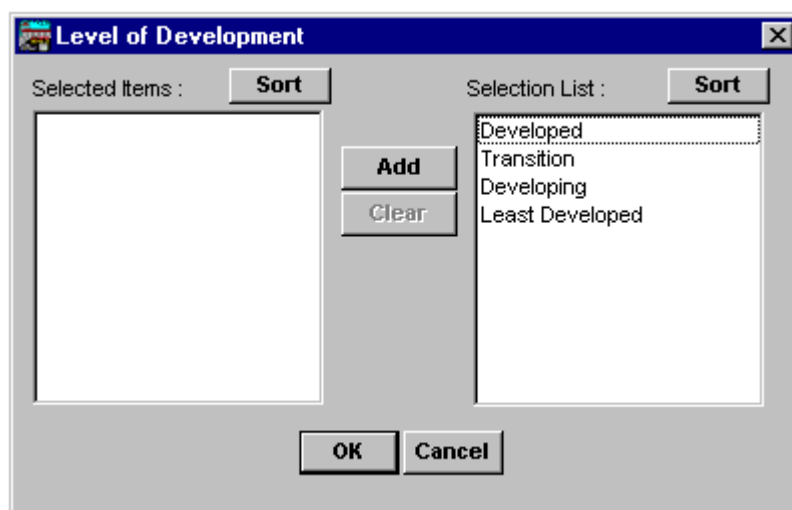 Level of Development
Selected Items : Sort
Selection List : Sort
Developed
Transition
Developing
Least Developed
Add
Clear
OK Cancel